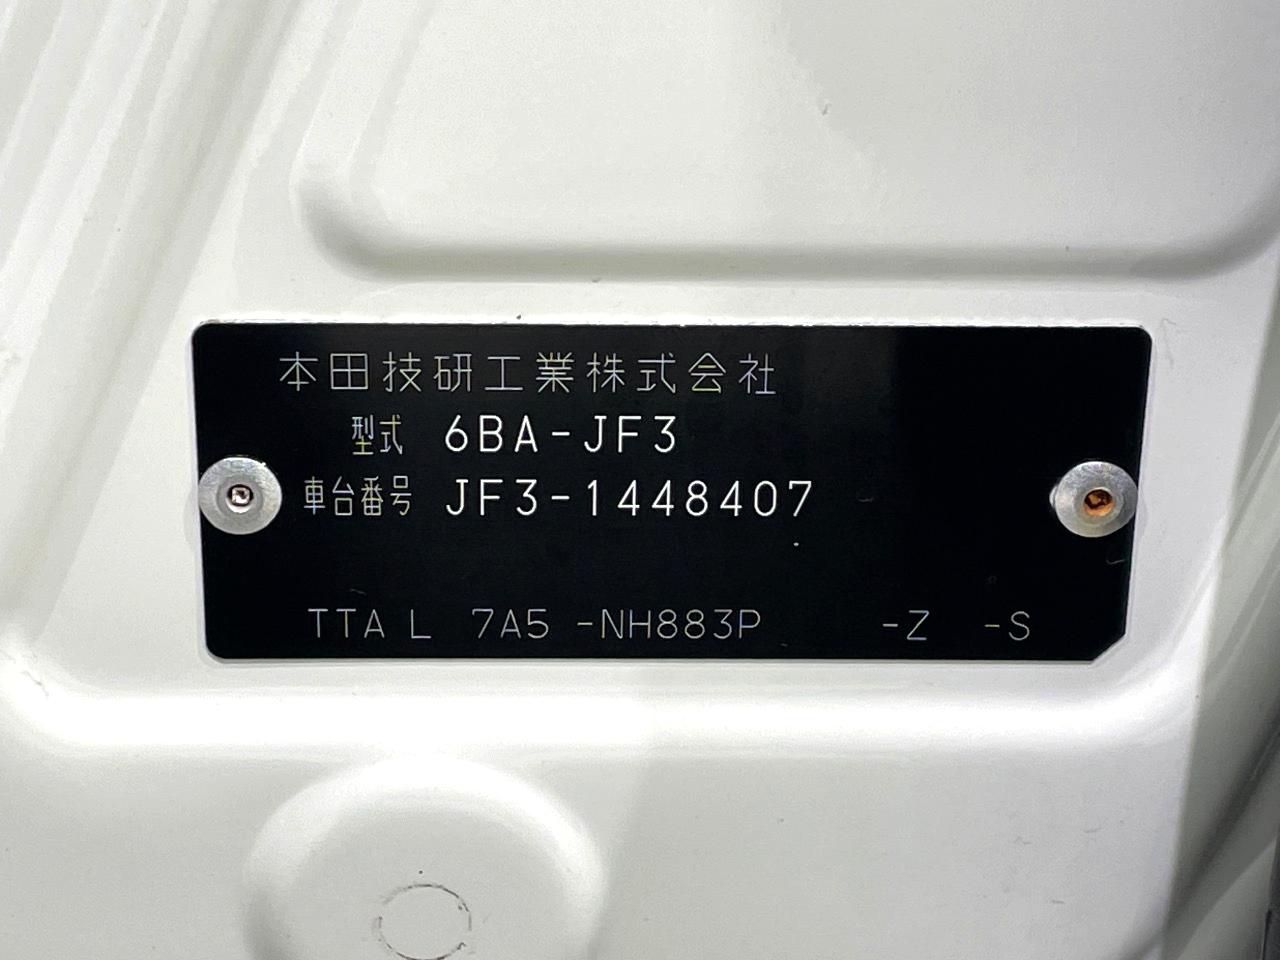 本田技研工業株式会社
型式 6BA-JF3
車台番号 JF3-1448407
TTA L 7A5 -NH883P -Z -S